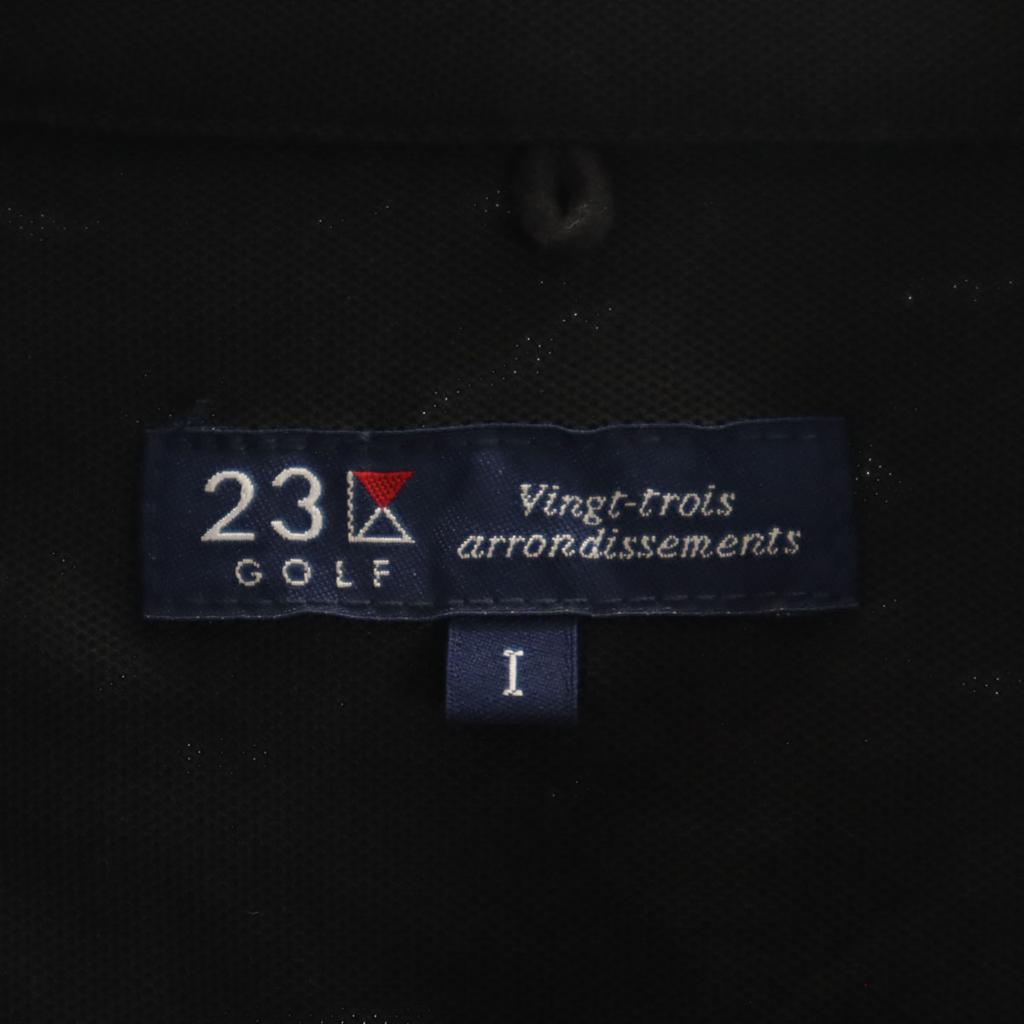 23
GOLF
Vingt-trois
arrondissements
I